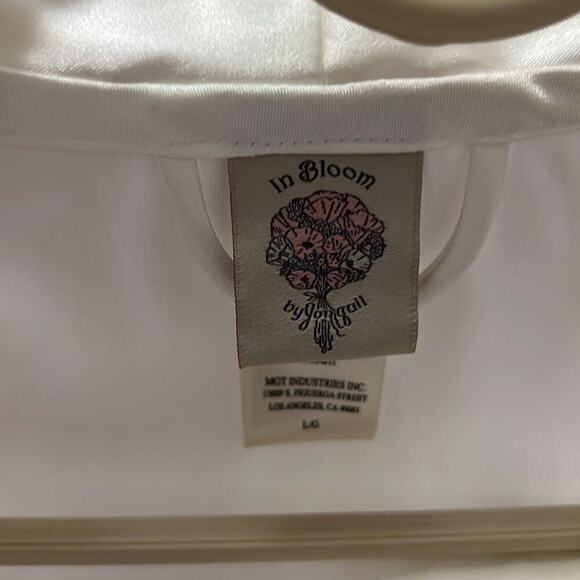 In Bloom
by Jonquil
MGT INDUSTRIES INC.
13889 S. FIGUEROA STREET
LOS ANGELES, CA 90061
L/G